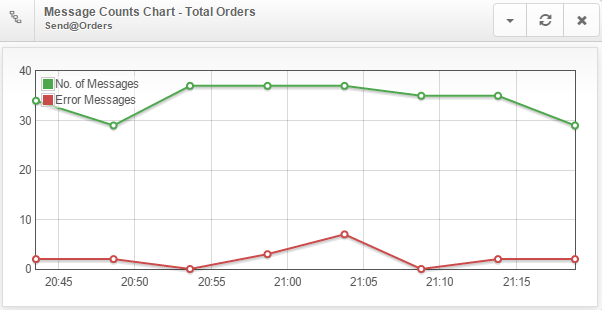 Message Counts Chart - Total Orders
Send@Orders
40
No. of Messages
Error Messages
30
20
10
0
20:45 20:50 20:55 21:00 21:05 21:10 21:15